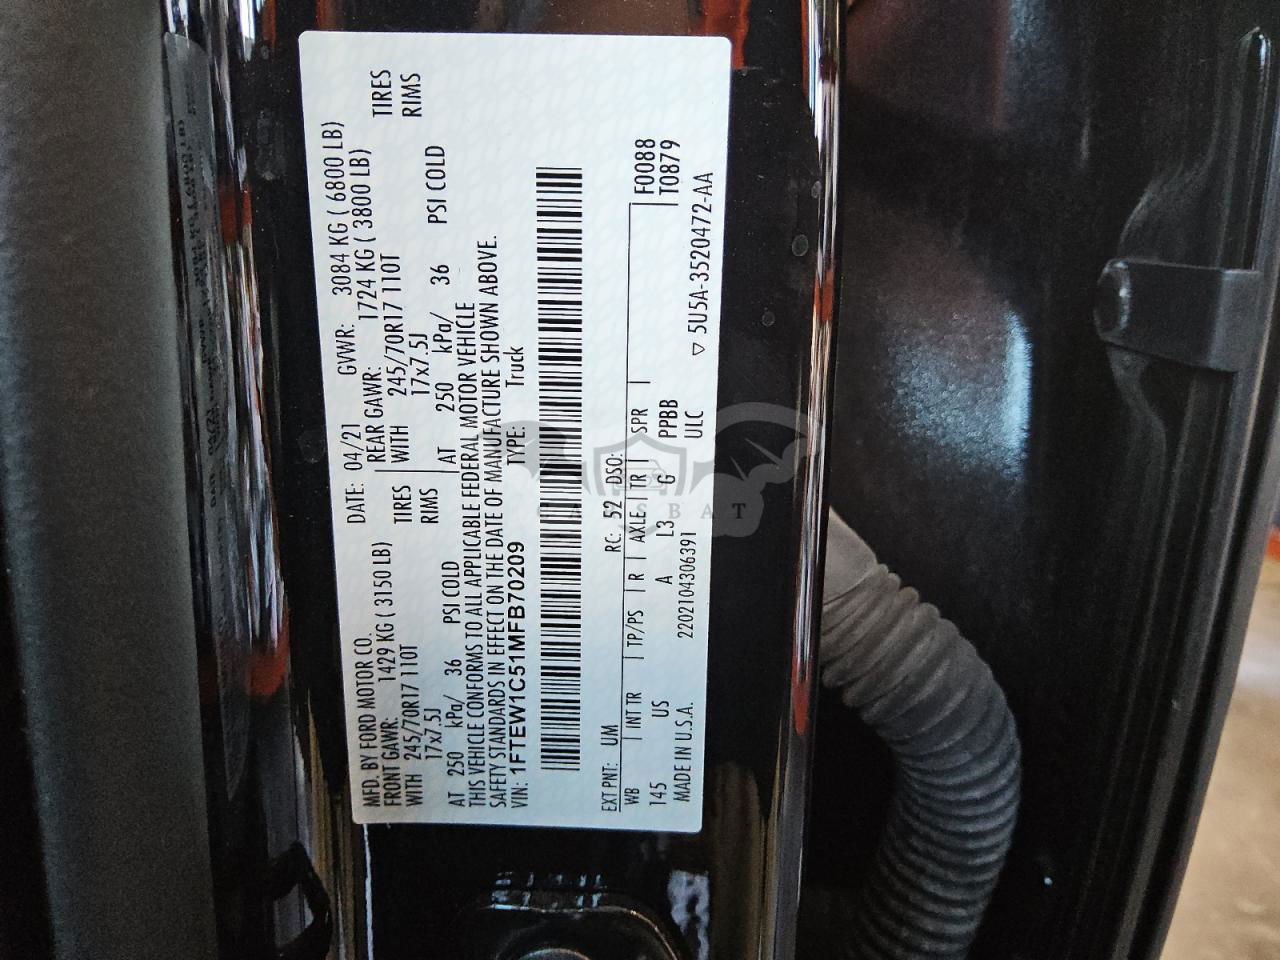 MFD. BY FORD MOTOR CO.
DATE: 04/21 GVWR: 3084 KG ( 6800 LB)
FRONT GAWR: 1429 KG ( 3150 LB) REAR GAWR: 1724 KG ( 3800 LB)
WITH 245/70R17 110T TIRES WITH 245/70R17 110T TIRES
17x7.5J RIMS 17x7.5J RIMS
AT 250 kPa/ 36 PSI COLD AT 250 kPa/ 36 PSI COLD
THIS VEHICLE CONFORMS TO ALL APPLICABLE FEDERAL MOTOR VEHICLE
SAFETY STANDARDS IN EFFECT ON THE DATE OF MANUFACTURE SHOWN ABOVE.
VIN: 1FTEW1C51MFB70209 TYPE: Truck
EXT PNT: UM RC: 52 DSO:
WB INT TR TP/PS R AXLE TR SPR F0088
145 US A L3 G PPBB T0879
ULC
MADE IN U.S.A. 2202104306391 ▽ 5U5A-3520472-AA
CARSBAT